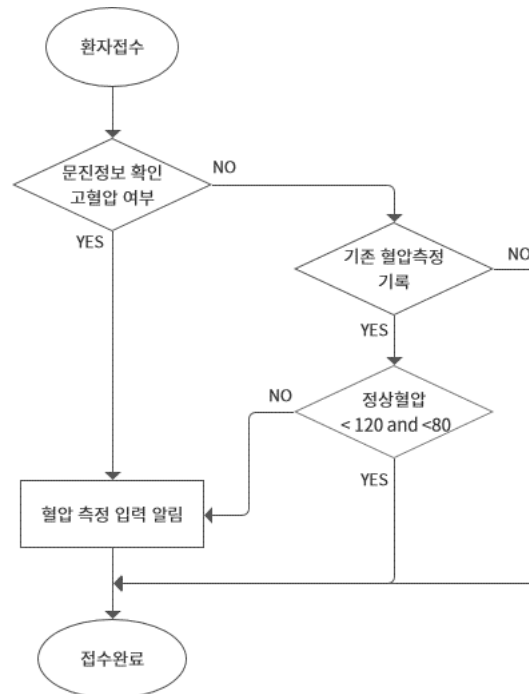 환자접수
문진정보 확인
고혈압 여부
NO
YES
기존 혈압측정
기록
NO
YES
정상혈압
< 120 and <80
NO
YES
혈압 측정 입력 알림
접수완료